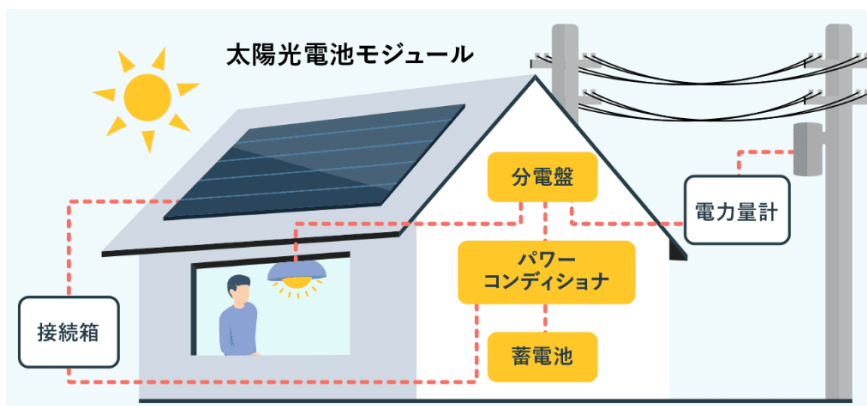 太陽光電池モジュール
分電盤
電力量計
パワー
コンディショナ
接続箱
蓄電池